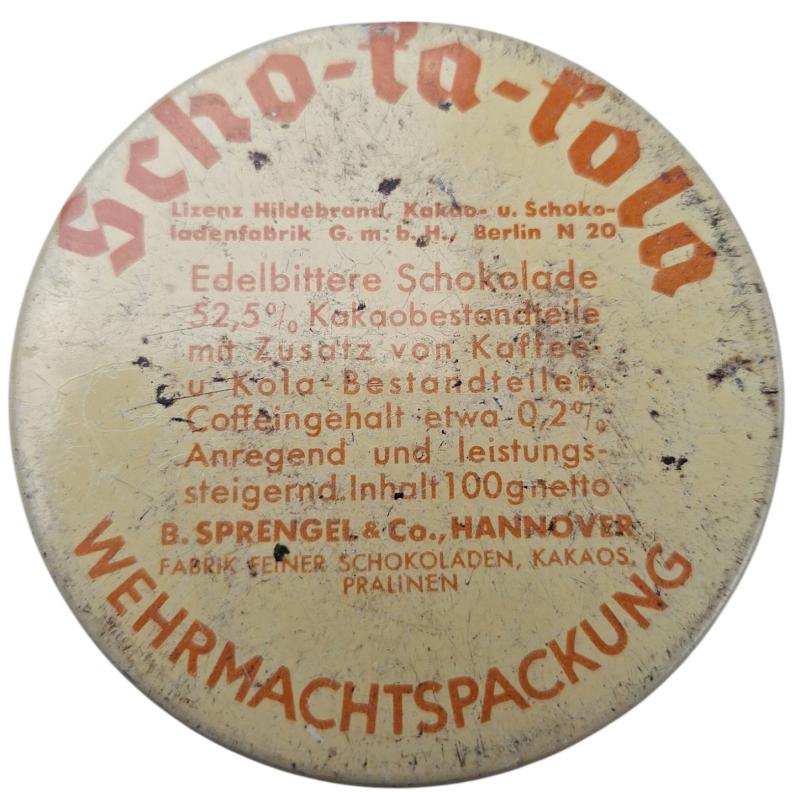 Scho-ka-kola
Lizenz Hildebrand, Kakao- u. Schoko-
ladenfabrik G. m. b. H., Berlin N 20
Edelbittere Schokolade
52,5% Kakaobestandteile
mit Zusatz von Kaffee-
u. Kola-Bestandteilen.
Coffeingehalt etwa 0,2%
Anregend und leistungs-
steigernd. Inhalt 100 g netto
B. SPRENGEL & Co., HANNOVER
FABRIK FEINER SCHOKOLADEN, KAKAOS,
PRALINEN
WEHRMACHTSPACKUNG